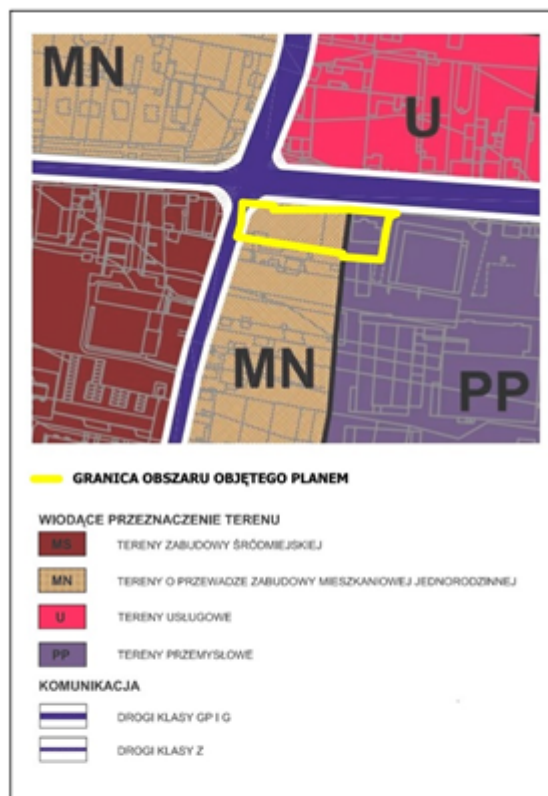 MN
U
MN
PP
GRANICA OBSZARU OBJĘTEGO PLANEM
WIODĄCE PRZEZNACZENIE TERENU
MS TERENY ZABUDOWY ŚRÓDMIEJSKIEJ
MN TERENY O PRZEWADZE ZABUDOWY MIESZKANIOWEJ JEDNORODZINNEJ
U TERENY USŁUGOWE
PP TERENY PRZEMYSŁOWE
KOMUNIKACJA
DROGI KLASY GP I G
DROGI KLASY Z